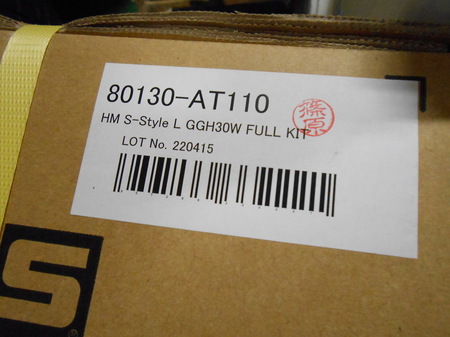 80130-AT110
篠原
HM S-Style L GGH30W FULL KIT
LOT No. 220415
S